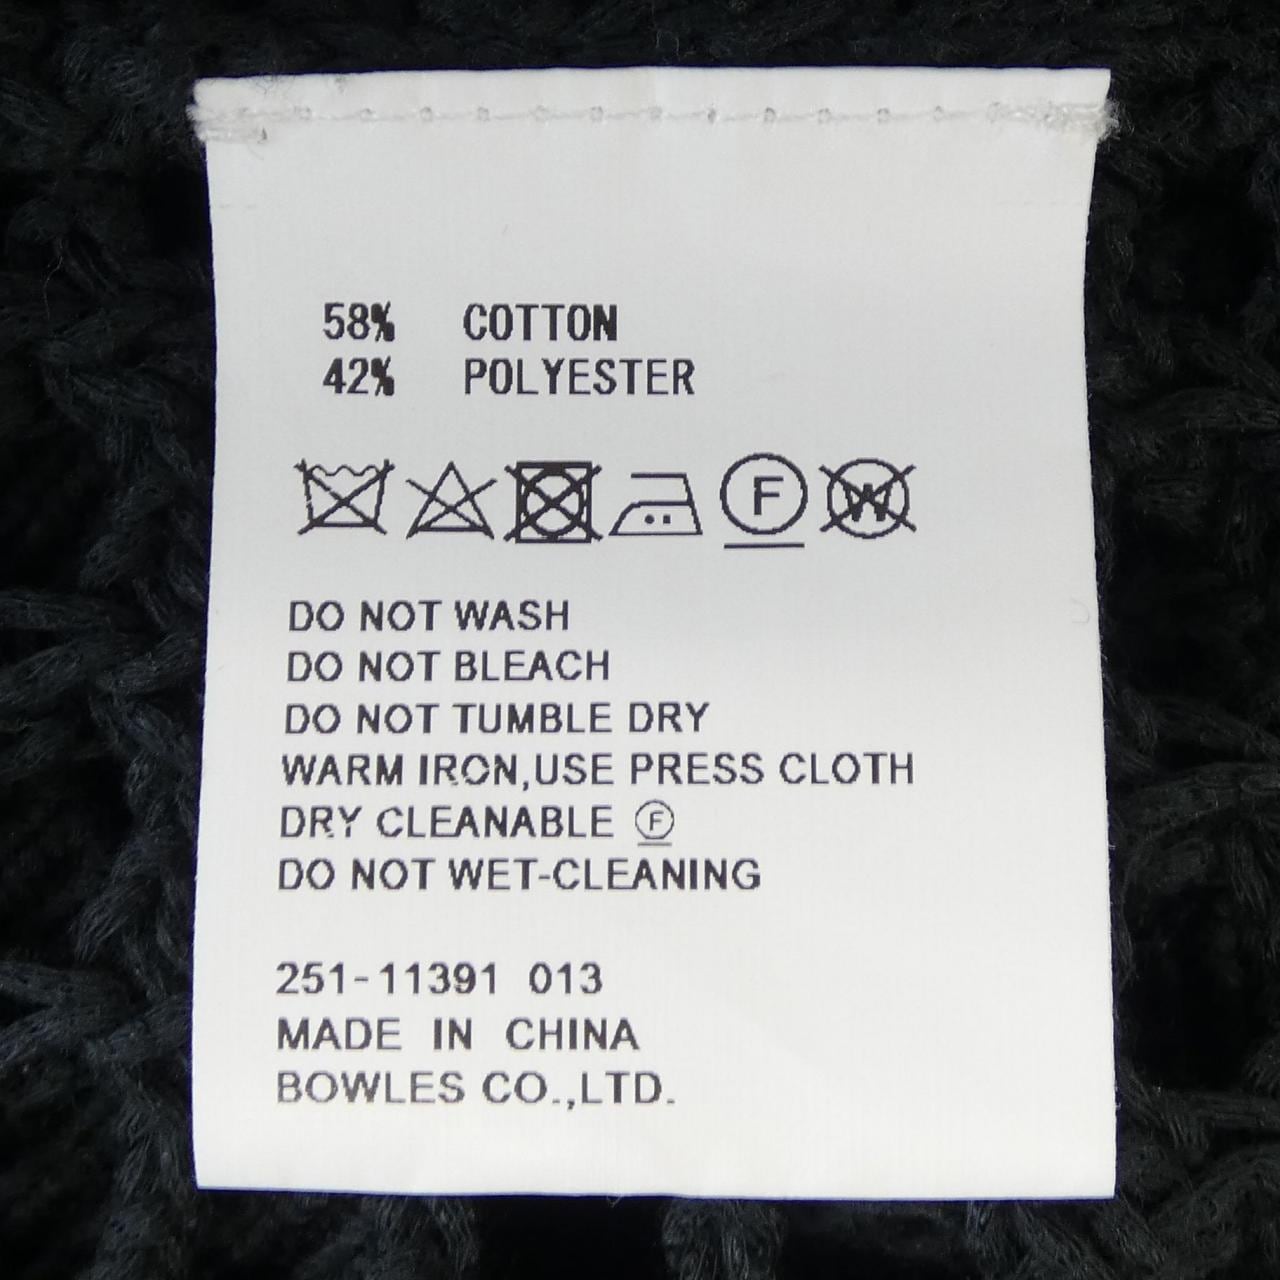 58% COTTON
42% POLYESTER
F W
DO NOT WASH
DO NOT BLEACH
DO NOT TUMBLE DRY
WARM IRON,USE PRESS CLOTH
DRY CLEANABLE F
DO NOT WET-CLEANING
251-11391 013
MADE IN CHINA
BOWLES CO.,LTD.